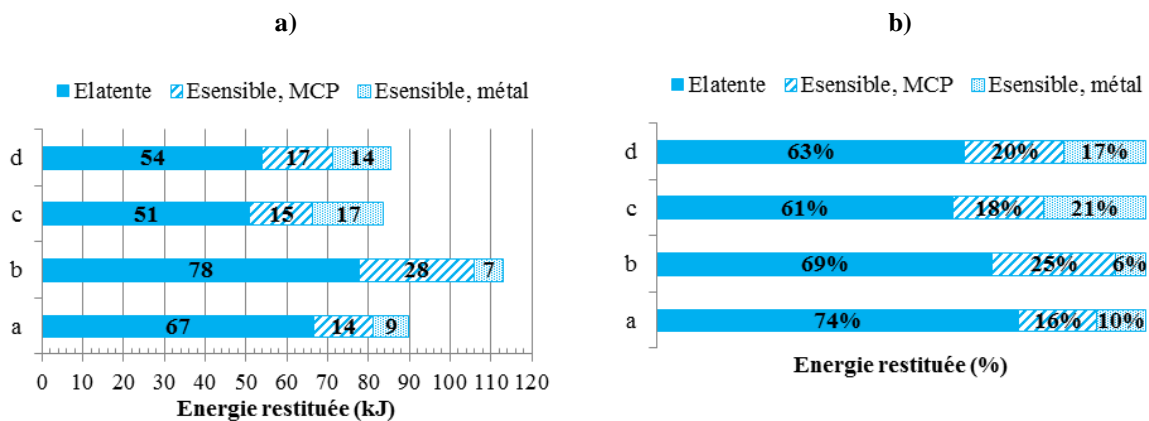 a)
Elatente Esensible, MCP Esensible, métal
d 54 17 14
c 51 15 17
b 78 28 7
a 67 14 9
0 10 20 30 40 50 60 70 80 90 100 110 120
Energie restituée (kJ)
b)
Elatente Esensible, MCP Esensible, métal
d 63% 20% 17%
c 61% 18% 21%
b 69% 25% 6%
a 74% 16% 10%
Energie restituée (%)